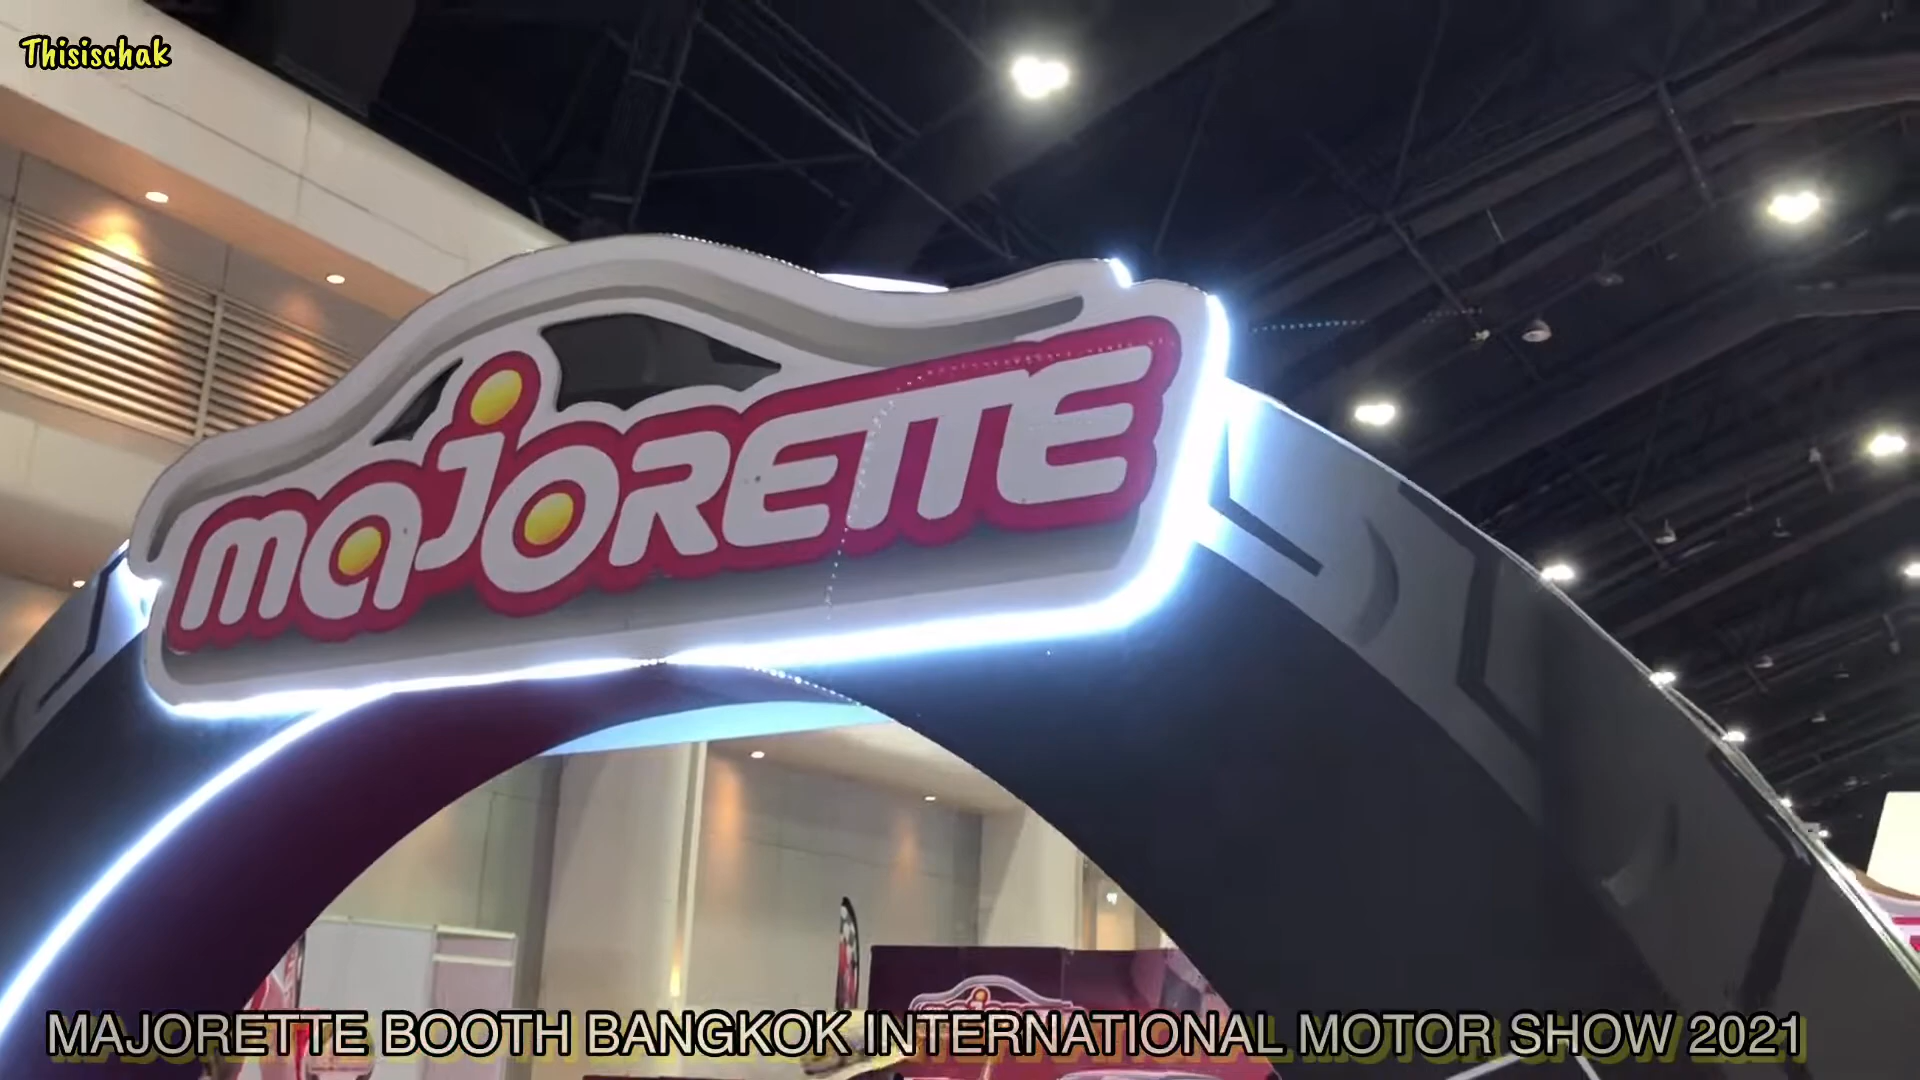 Thisischak
majoRETTE
MAJORETTE BOOTH BANGKOK INTERNATIONAL MOTOR SHOW 2021